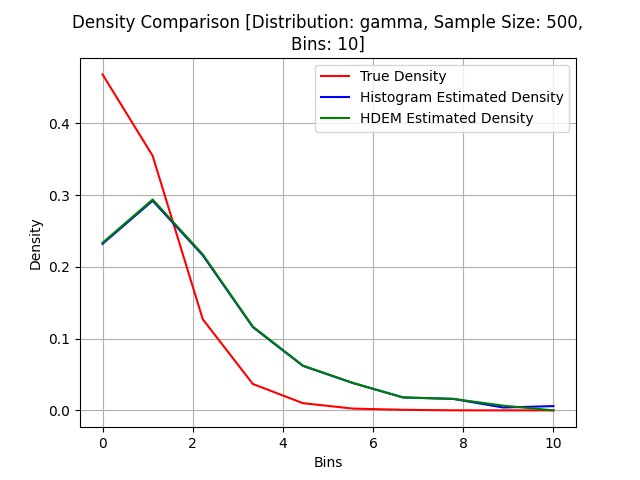 Density Comparison [Distribution: gamma, Sample Size: 500,
Bins: 10]
True Density
Histogram Estimated Density
HDEM Estimated Density
Density
0.4
0.3
0.2
0.1
0.0
0 2 4 6 8 10
Bins